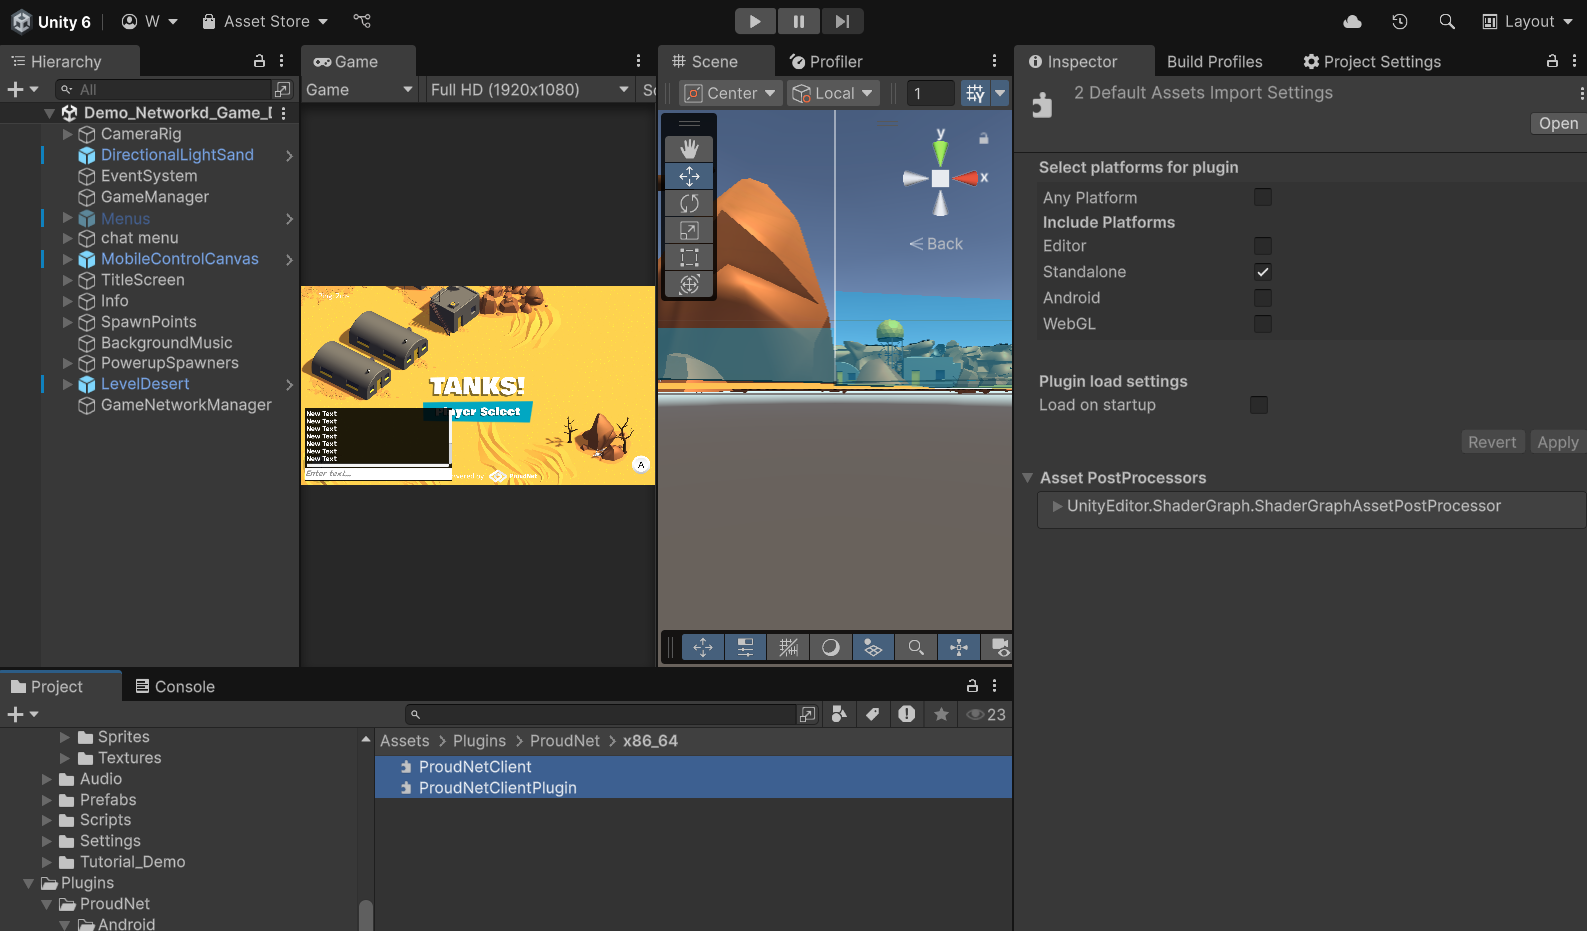 Unity 6
W
Asset Store
Layout
Hierarchy
Game
Scene
Profiler
Inspector
Build Profiles
Project Settings
All
Game
Full HD (1920x1080)
Sc
Center
Local
1
2 Default Assets Import Settings
Open
Demo_Networkd_Game_D
CameraRig
DirectionalLightSand
EventSystem
GameManager
Menus
chat menu
MobileControlCanvas
TitleScreen
Info
SpawnPoints
BackgroundMusic
PowerupSpawners
LevelDesert
GameNetworkManager
TANKS!
Player Select
New Text
New Text
New Text
New Text
New Text
New Text
New Text
Enter text...
ProudNet
A
y
x
Back
Select platforms for plugin
Any Platform
Include Platforms
Editor
Standalone
Android
WebGL
Plugin load settings
Load on startup
Revert
Apply
Asset PostProcessors
UnityEditor.ShaderGraph.ShaderGraphAssetPostProcessor
Project
Console
23
Sprites
Textures
Audio
Prefabs
Scripts
Settings
Tutorial_Demo
Plugins
ProudNet
Android
Assets > Plugins > ProudNet > x86_64
ProudNetClient
ProudNetClientPlugin